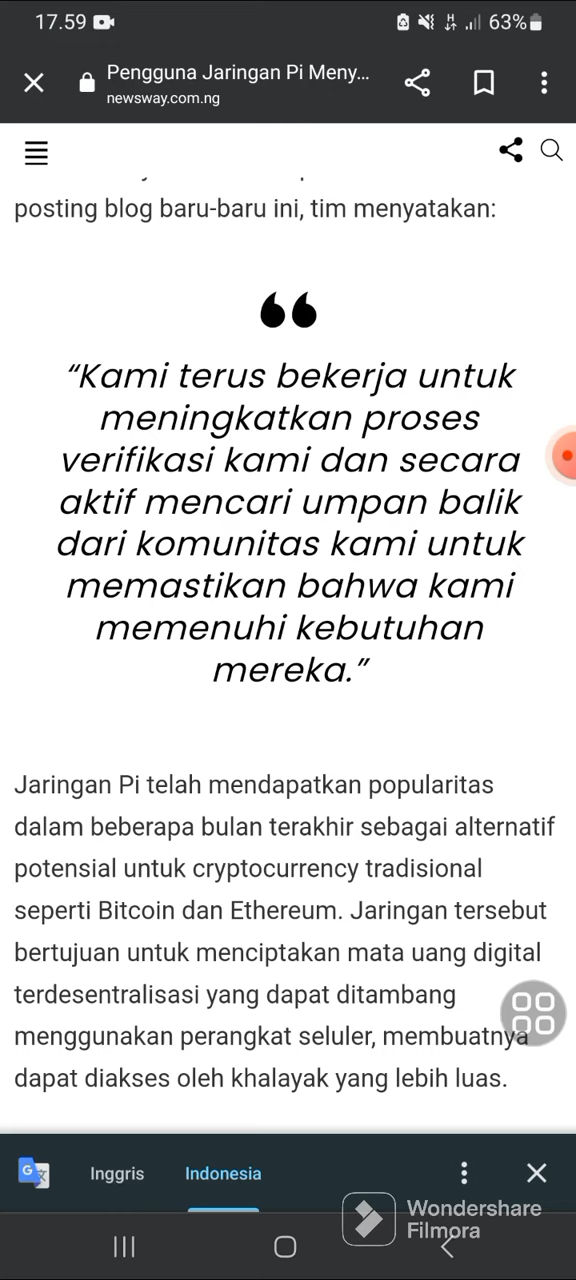 17.59
63%
Pengguna Jaringan Pi Meny...
newsway.com.ng
posting blog baru-baru ini, tim menyatakan:
“Kami terus bekerja untuk
meningkatkan proses
verifikasi kami dan secara
aktif mencari umpan balik
dari komunitas kami untuk
memastikan bahwa kami
memenuhi kebutuhan
mereka.”
Jaringan Pi telah mendapatkan popularitas
dalam beberapa bulan terakhir sebagai alternatif
potensial untuk cryptocurrency tradisional
seperti Bitcoin dan Ethereum. Jaringan tersebut
bertujuan untuk menciptakan mata uang digital
terdesentralisasi yang dapat ditambang
menggunakan perangkat seluler, membuatnya
dapat diakses oleh khalayak yang lebih luas.
Inggris Indonesia
Wondershare
Filmora